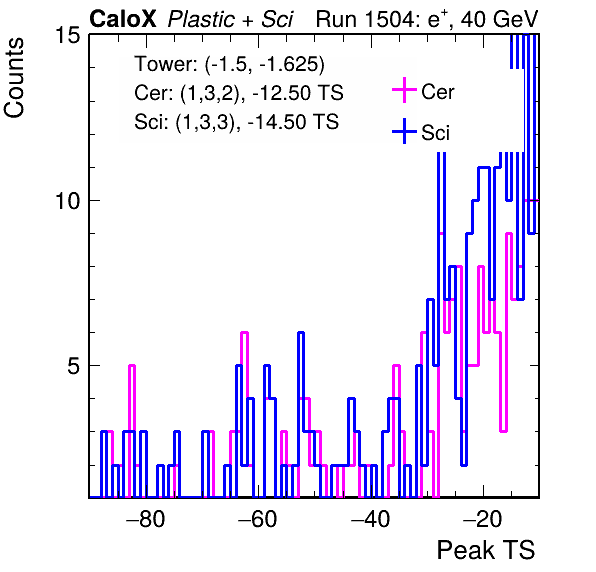 CaloX Plastic + Sci Run 1504: e+, 40 GeV
Counts
15
10
5
Tower: (-1.5, -1.625)
Cer: (1,3,2), -12.50 TS
Sci: (1,3,3), -14.50 TS
Cer
Sci
−80 −60 −40 −20
Peak TS